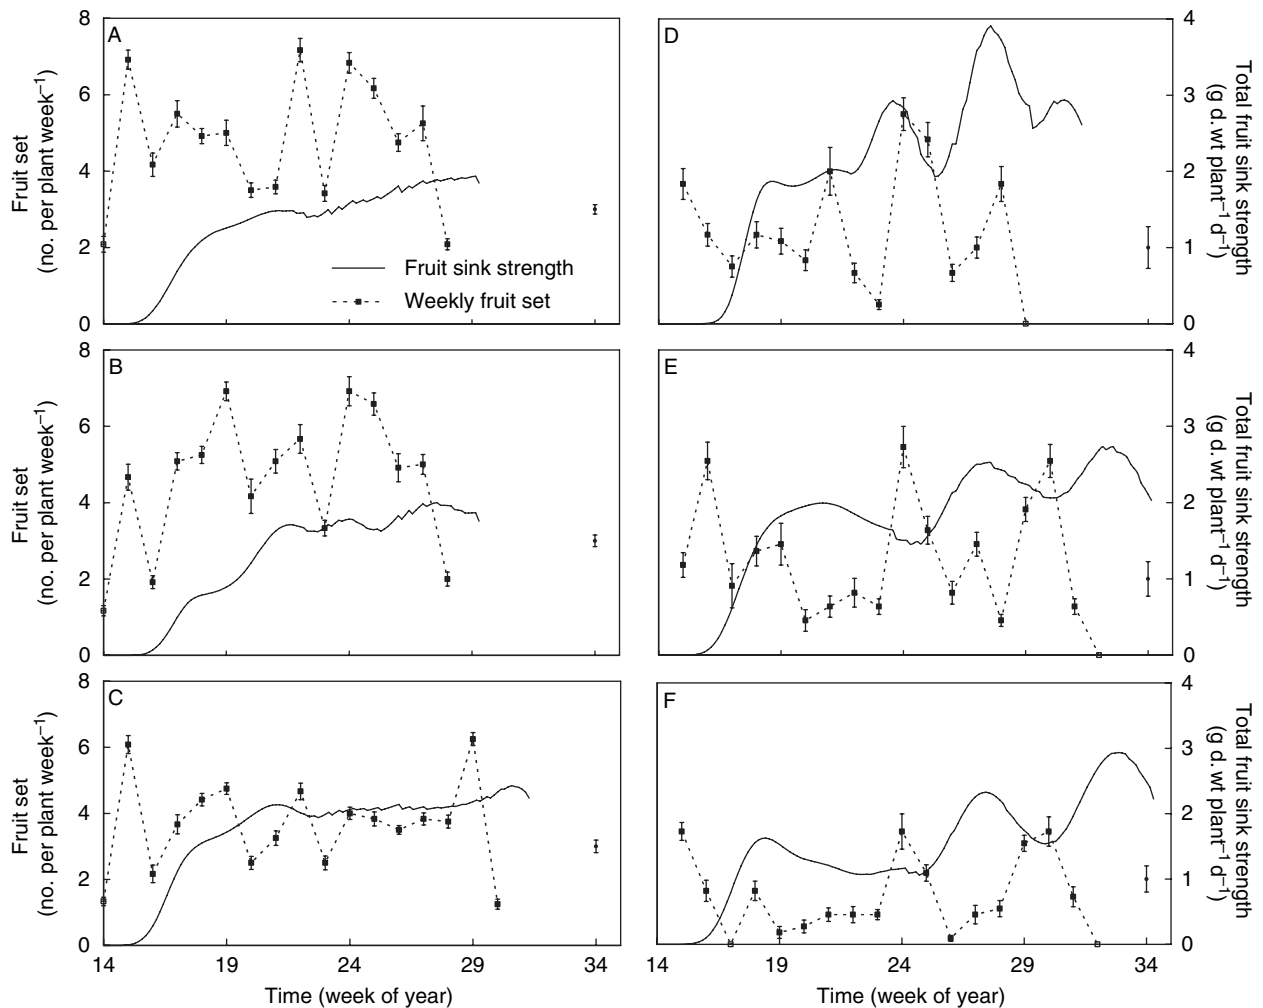 A
8
6
4
2
0
Fruit set
(no. per plant week⁻¹)
Fruit sink strength
Weekly fruit set
D
4
3
2
1
0
Total fruit sink strength
(g d. wt plant⁻¹ d⁻¹)
B
8
6
4
2
0
Fruit set
(no. per plant week⁻¹)
E
4
3
2
1
0
Total fruit sink strength
(g d. wt plant⁻¹ d⁻¹)
C
8
6
4
2
0
Fruit set
(no. per plant week⁻¹)
14 19 24 29 34
Time (week of year)
F
4
3
2
1
0
Total fruit sink strength
(g d. wt plant⁻¹ d⁻¹)
14 19 24 29 34
Time (week of year)